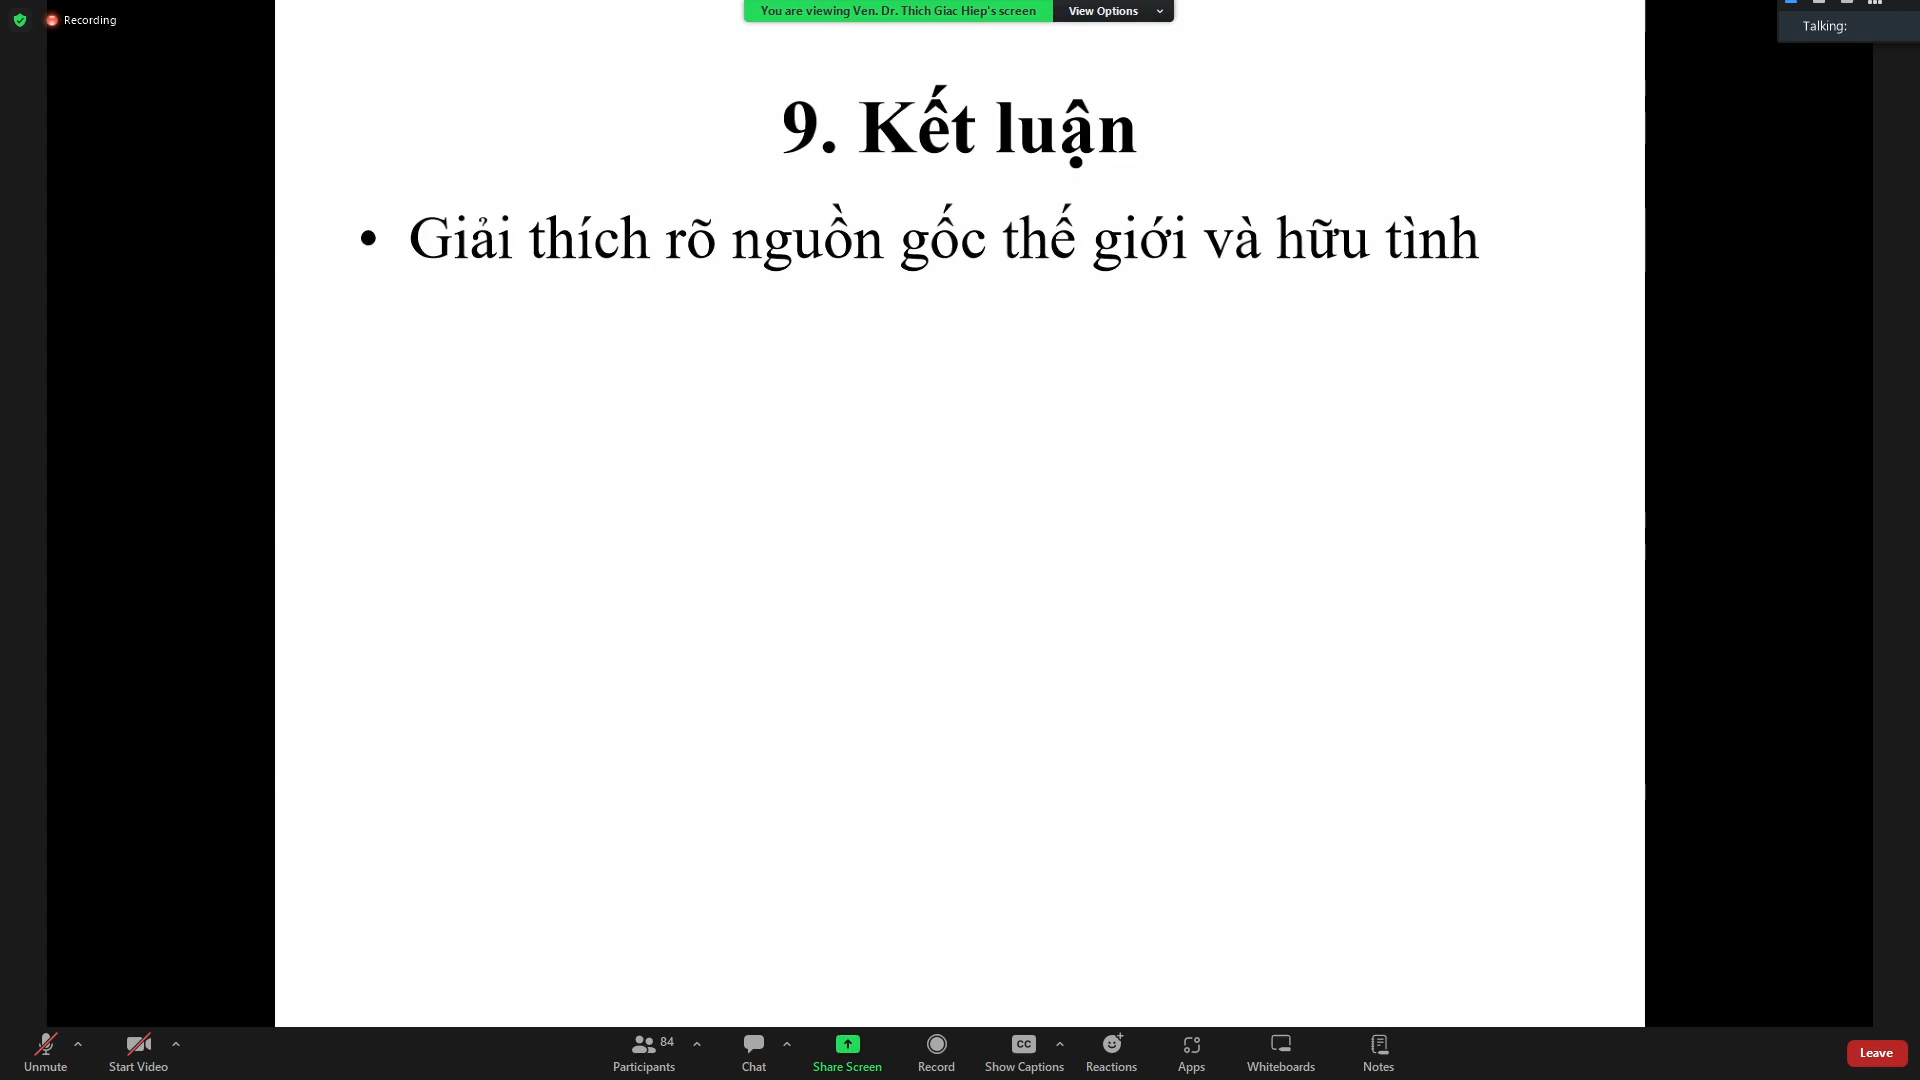 Recording
You are viewing Ven. Dr. Thich Giac Hiep's screen
View Options
Talking:
9. Kết luận
• Giải thích rõ nguồn gốc thế giới và hữu tình
Unmute
Start Video
84
Participants
Chat
Share Screen
Record
CC
Show Captions
Reactions
Apps
Whiteboards
Notes
Leave